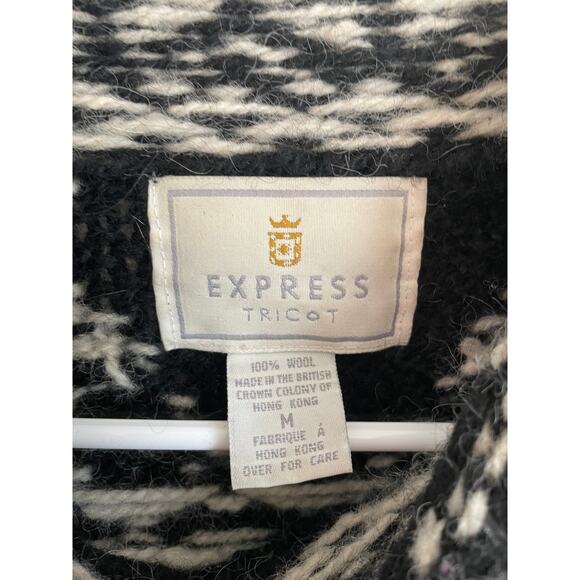 EXPRESS
TRICOT
100% WOOL
MADE IN THE BRITISH
CROWN COLONY OF
HONG KONG
M
FABRIQUE Á
HONG KONG
OVER FOR CARE